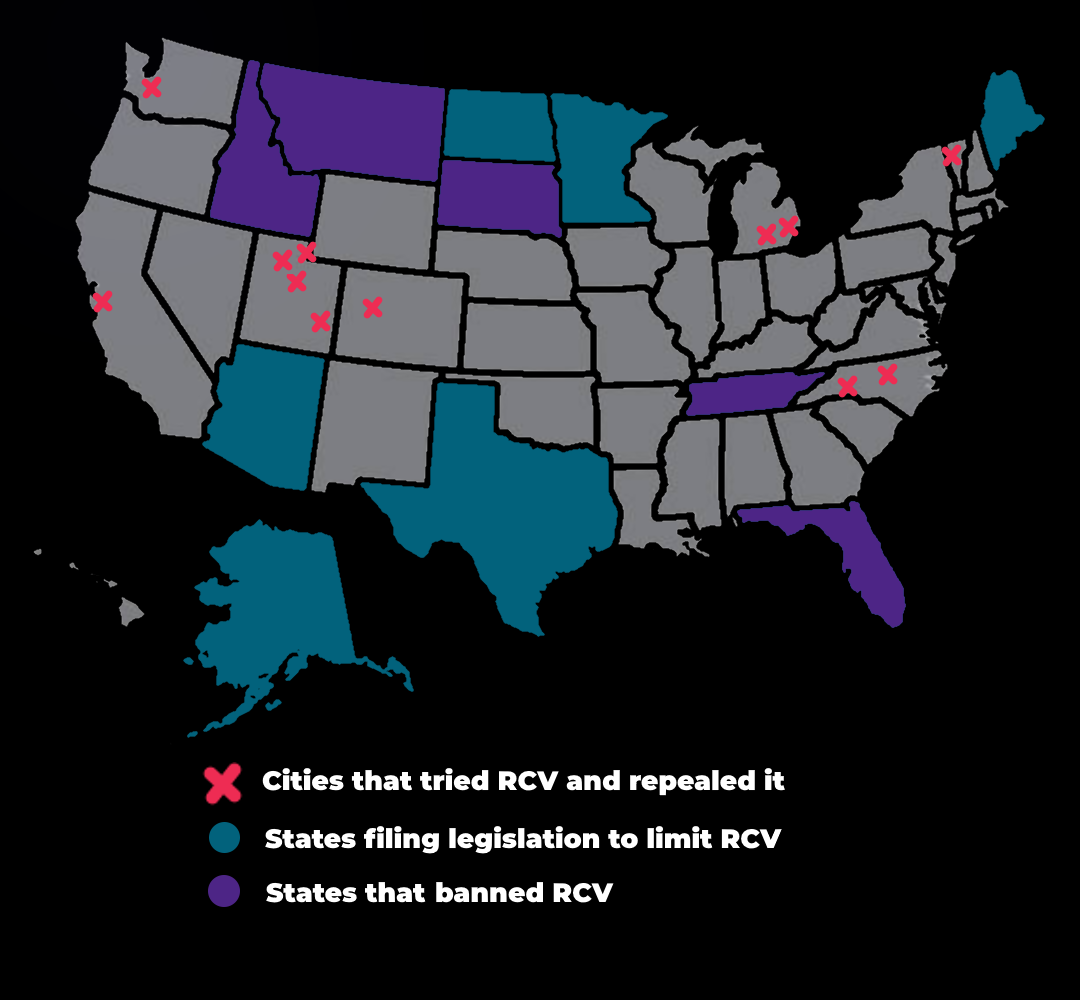 Cities that tried RCV and repealed it
States filing legislation to limit RCV
States that banned RCV